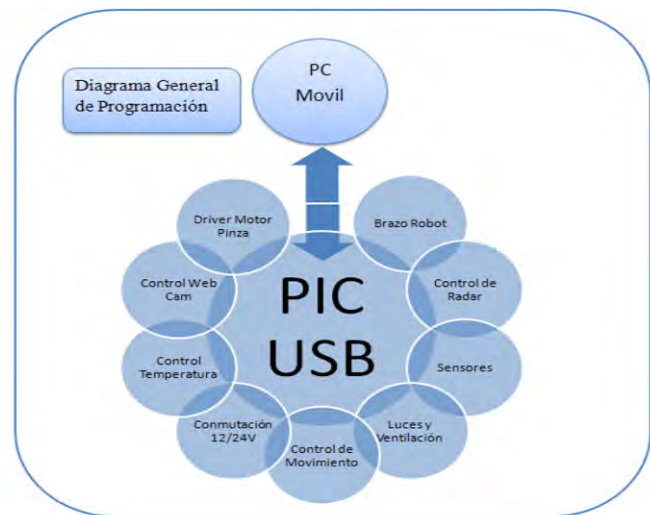 PC
Movil
Diagrama General
de Programación
Driver Motor
Pinza
Brazo Robot
Control Web
Cam
Control de
Radar
PIC
USB
Control
Temperatura
Sensores
Conmutación
12/24V
Luces y
Ventilación
Control de
Movimiento